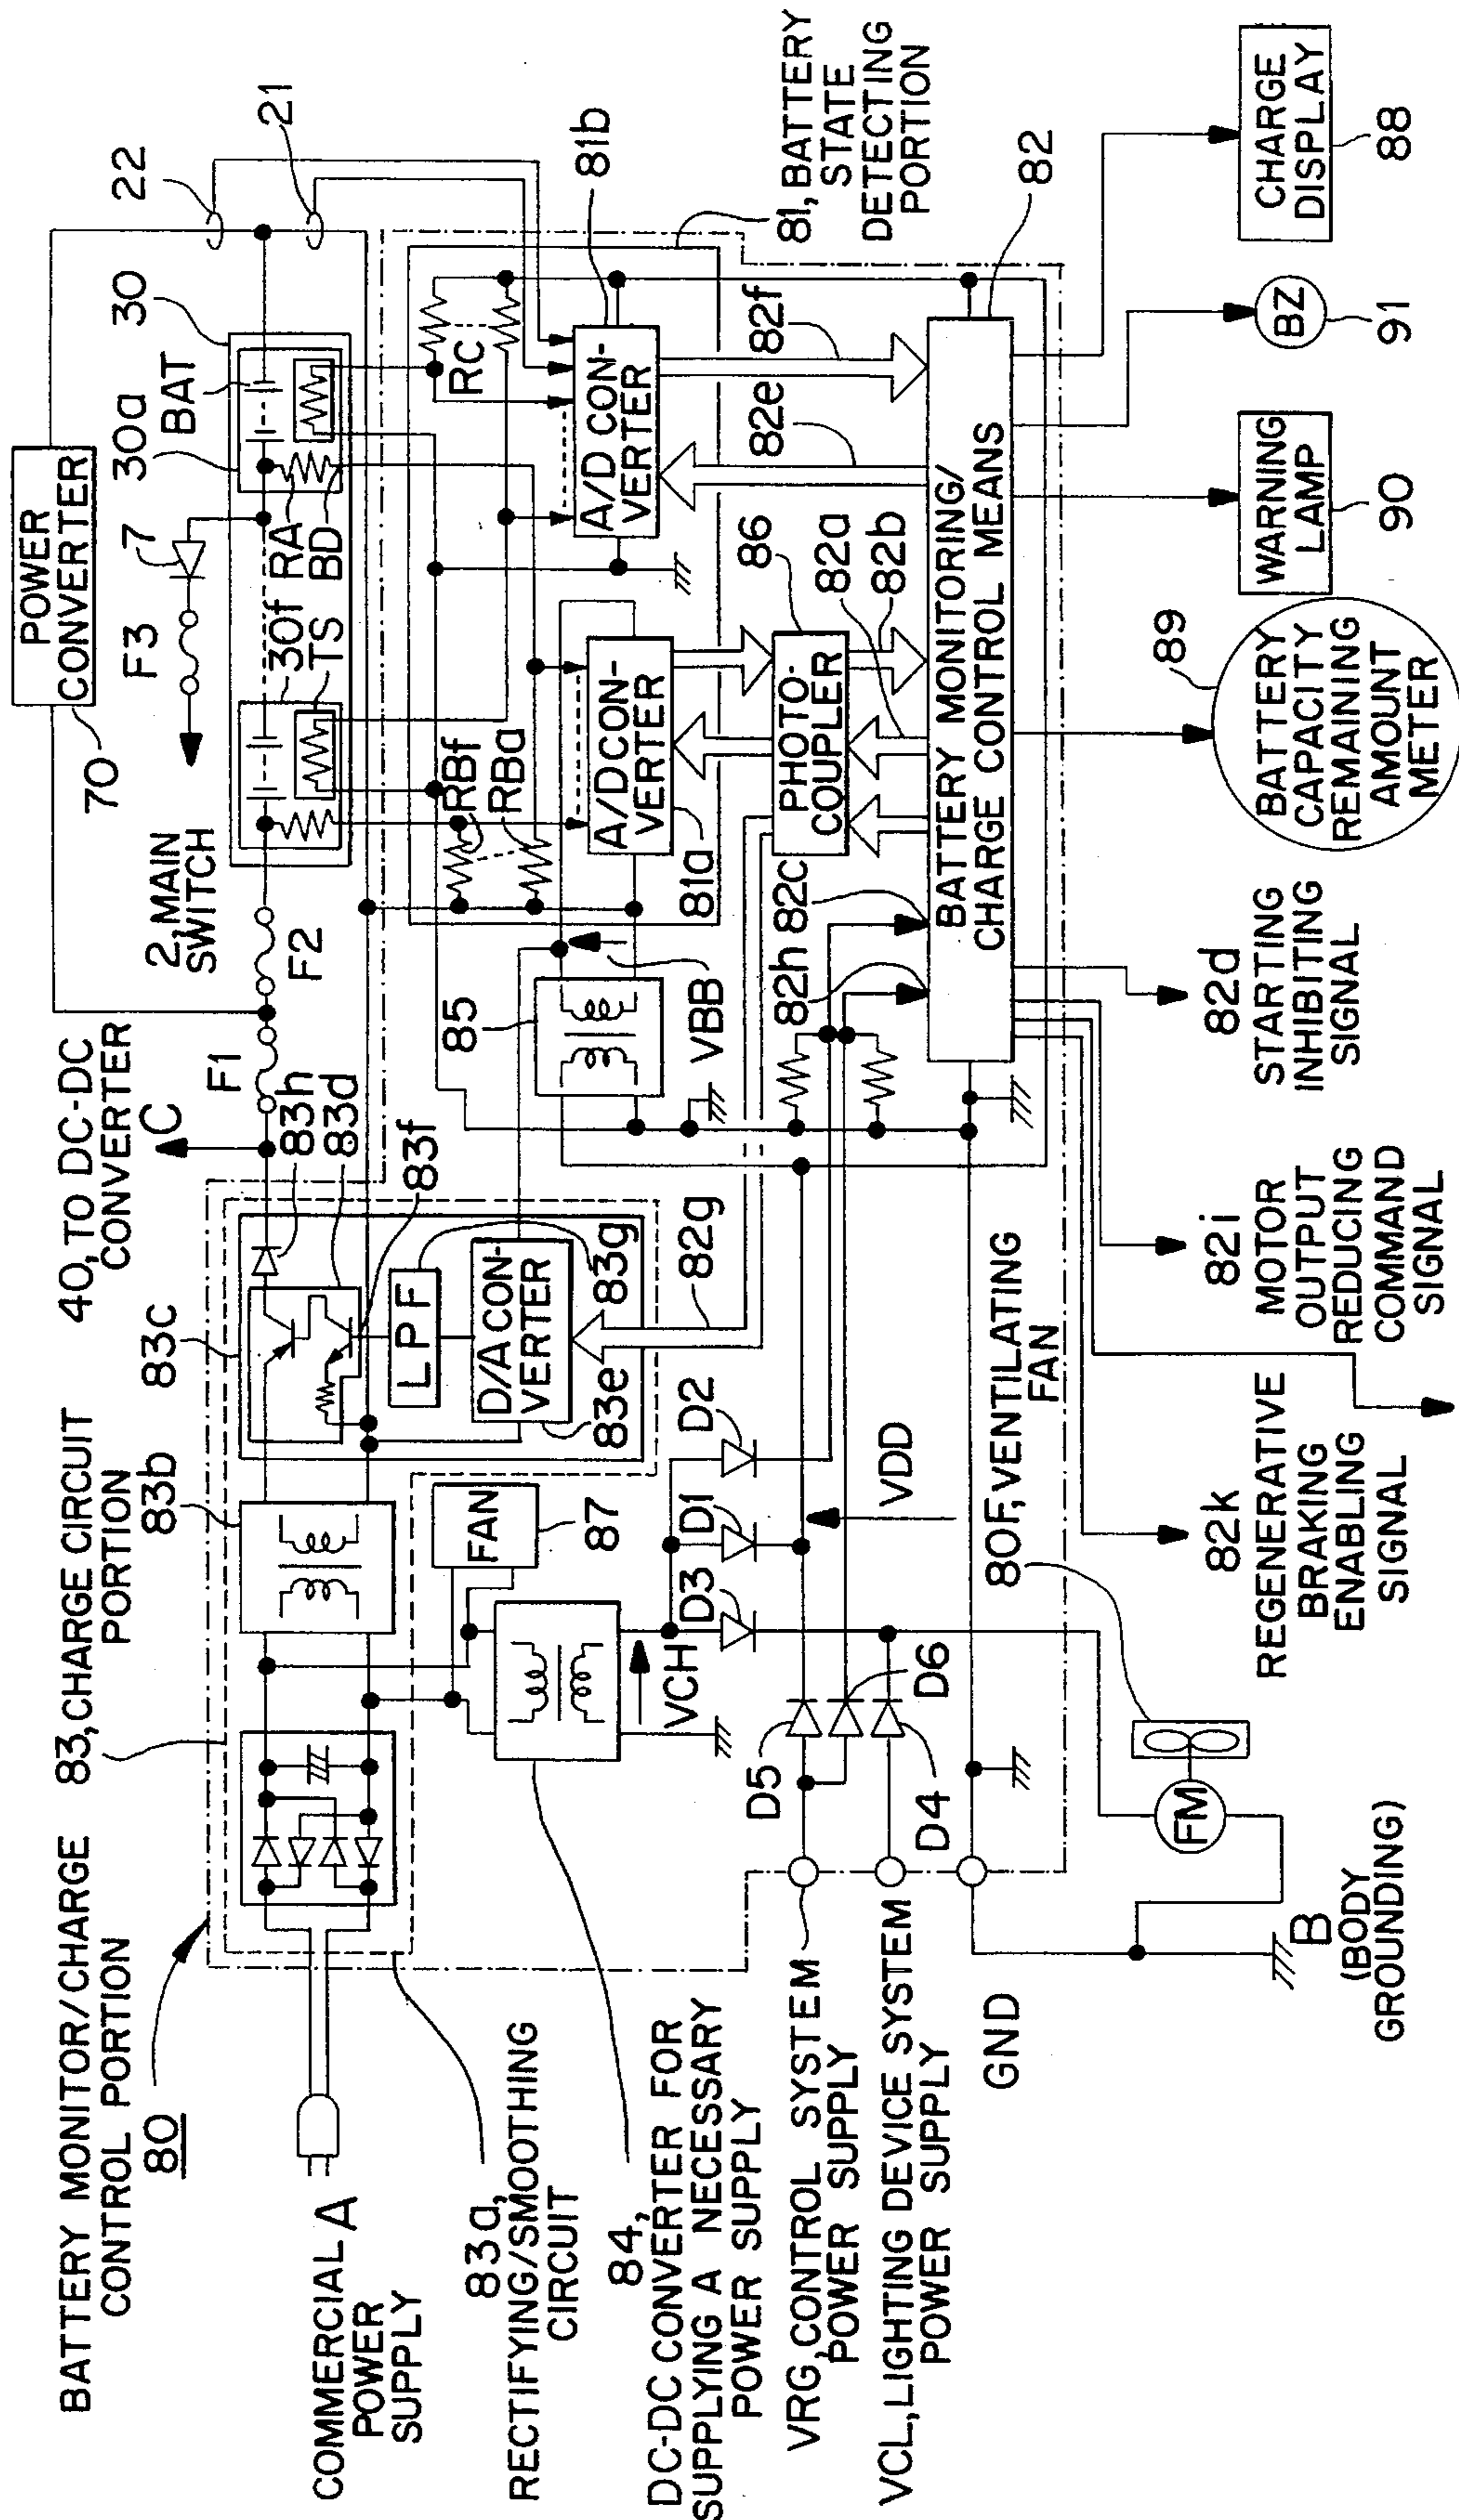 BATTERY MONITOR/CHARGE
CONTROL PORTION
80
83,CHARGE CIRCUIT
PORTION
83b
83c
40,TO DC-DC
CONVERTER
C
F1
83h
83d
83f
2,MAIN
SWITCH
F2
70
POWER
CONVERTER
F3
7
30f
TS
RA
BD
30a
BAT
30
22
21
COMMERCIAL A
POWER
SUPPLY
83a,
RECTIFYING/SMOOTHING
CIRCUIT
84,
DC-DC CONVERTER FOR
SUPPLYING A NECESSARY
POWER SUPPLY
FAN
87
LPF
D/A CON-
VERTER
83e
83g
82g
85
VBB
RBf
RBa
A/DCON-
VERTER
81a
RC
A/D CON-
VERTER
81b
81, BATTERY
STATE
DETECTING
PORTION
86
PHOTO-
COUPLER
82a
82b
82e
82f
82h
82c
82
BATTERY MONITORING/
CHARGE CONTROL MEANS
VCH
D3
D1
D2
VDD
D5
D6
D4
VRG,CONTROL SYSTEM
POWER SUPPLY
VCL,LIGHTING DEVICE SYSTEM
POWER SUPPLY
GND
80F,VENTILATING
FAN
FM
B
(BODY
GROUNDING)
82k
REGENERATIVE
BRAKING
ENABLING
SIGNAL
82i
MOTOR
OUTPUT
REDUCING
COMMAND
SIGNAL
82d
STARTING
INHIBITING
SIGNAL
89
BATTERY
CAPACITY
REMAINING
AMOUNT
METER
WARNING
LAMP
90
BZ
91
CHARGE
DISPLAY
88